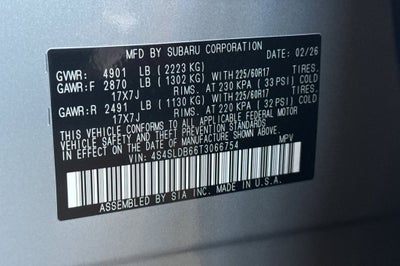 MFD BY SUBARU CORPORATION DATE: 02/26
GVWR: 4901 LB (2223 KG)
GAWR:F 2870 LB (1302 KG) WITH 225/60R17 TIRES.
17X7J RIMS.AT 230 KPA (33 PSI) COLD
GAWR:R 2491 LB (1130 KG) WITH 225/60R17 TIRES.
17X7J RIMS.AT 220 KPA (32 PSI) COLD
THIS VEHICLE CONFORMS TO ALL APPLICABLE FEDERAL MOTOR
VEHICLE SAFETY AND THEFT PREVENTION STANDARDS
IN EFFECT ON THE DATE OF MANUFACTURE SHOWN ABOVE.
VIN: 4S4SLDB66T3066754 MPV
ASSEMBLED BY SIA INC. MADE IN U.S.A.